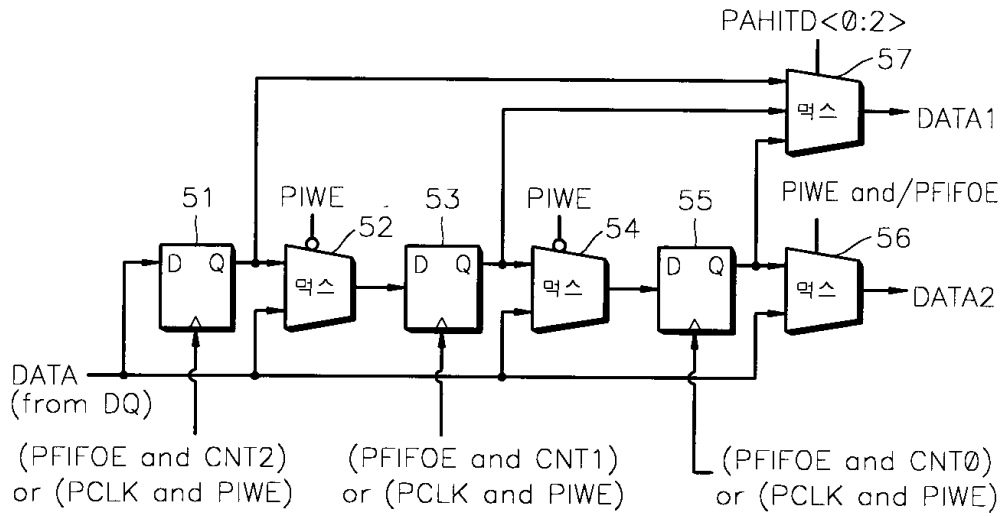 PAHITD<0:2>
57
먹스
DATA1
51
PIWE
52
53
PIWE
54
55
PIWE and/PFIFOE
56
D Q
먹스
D Q
먹스
D Q
먹스
DATA2
DATA
(from DQ)
(PFIFOE and CNT2)
or (PCLK and PIWE)
(PFIFOE and CNT1)
or (PCLK and PIWE)
(PFIFOE and CNT0)
or (PCLK and PIWE)